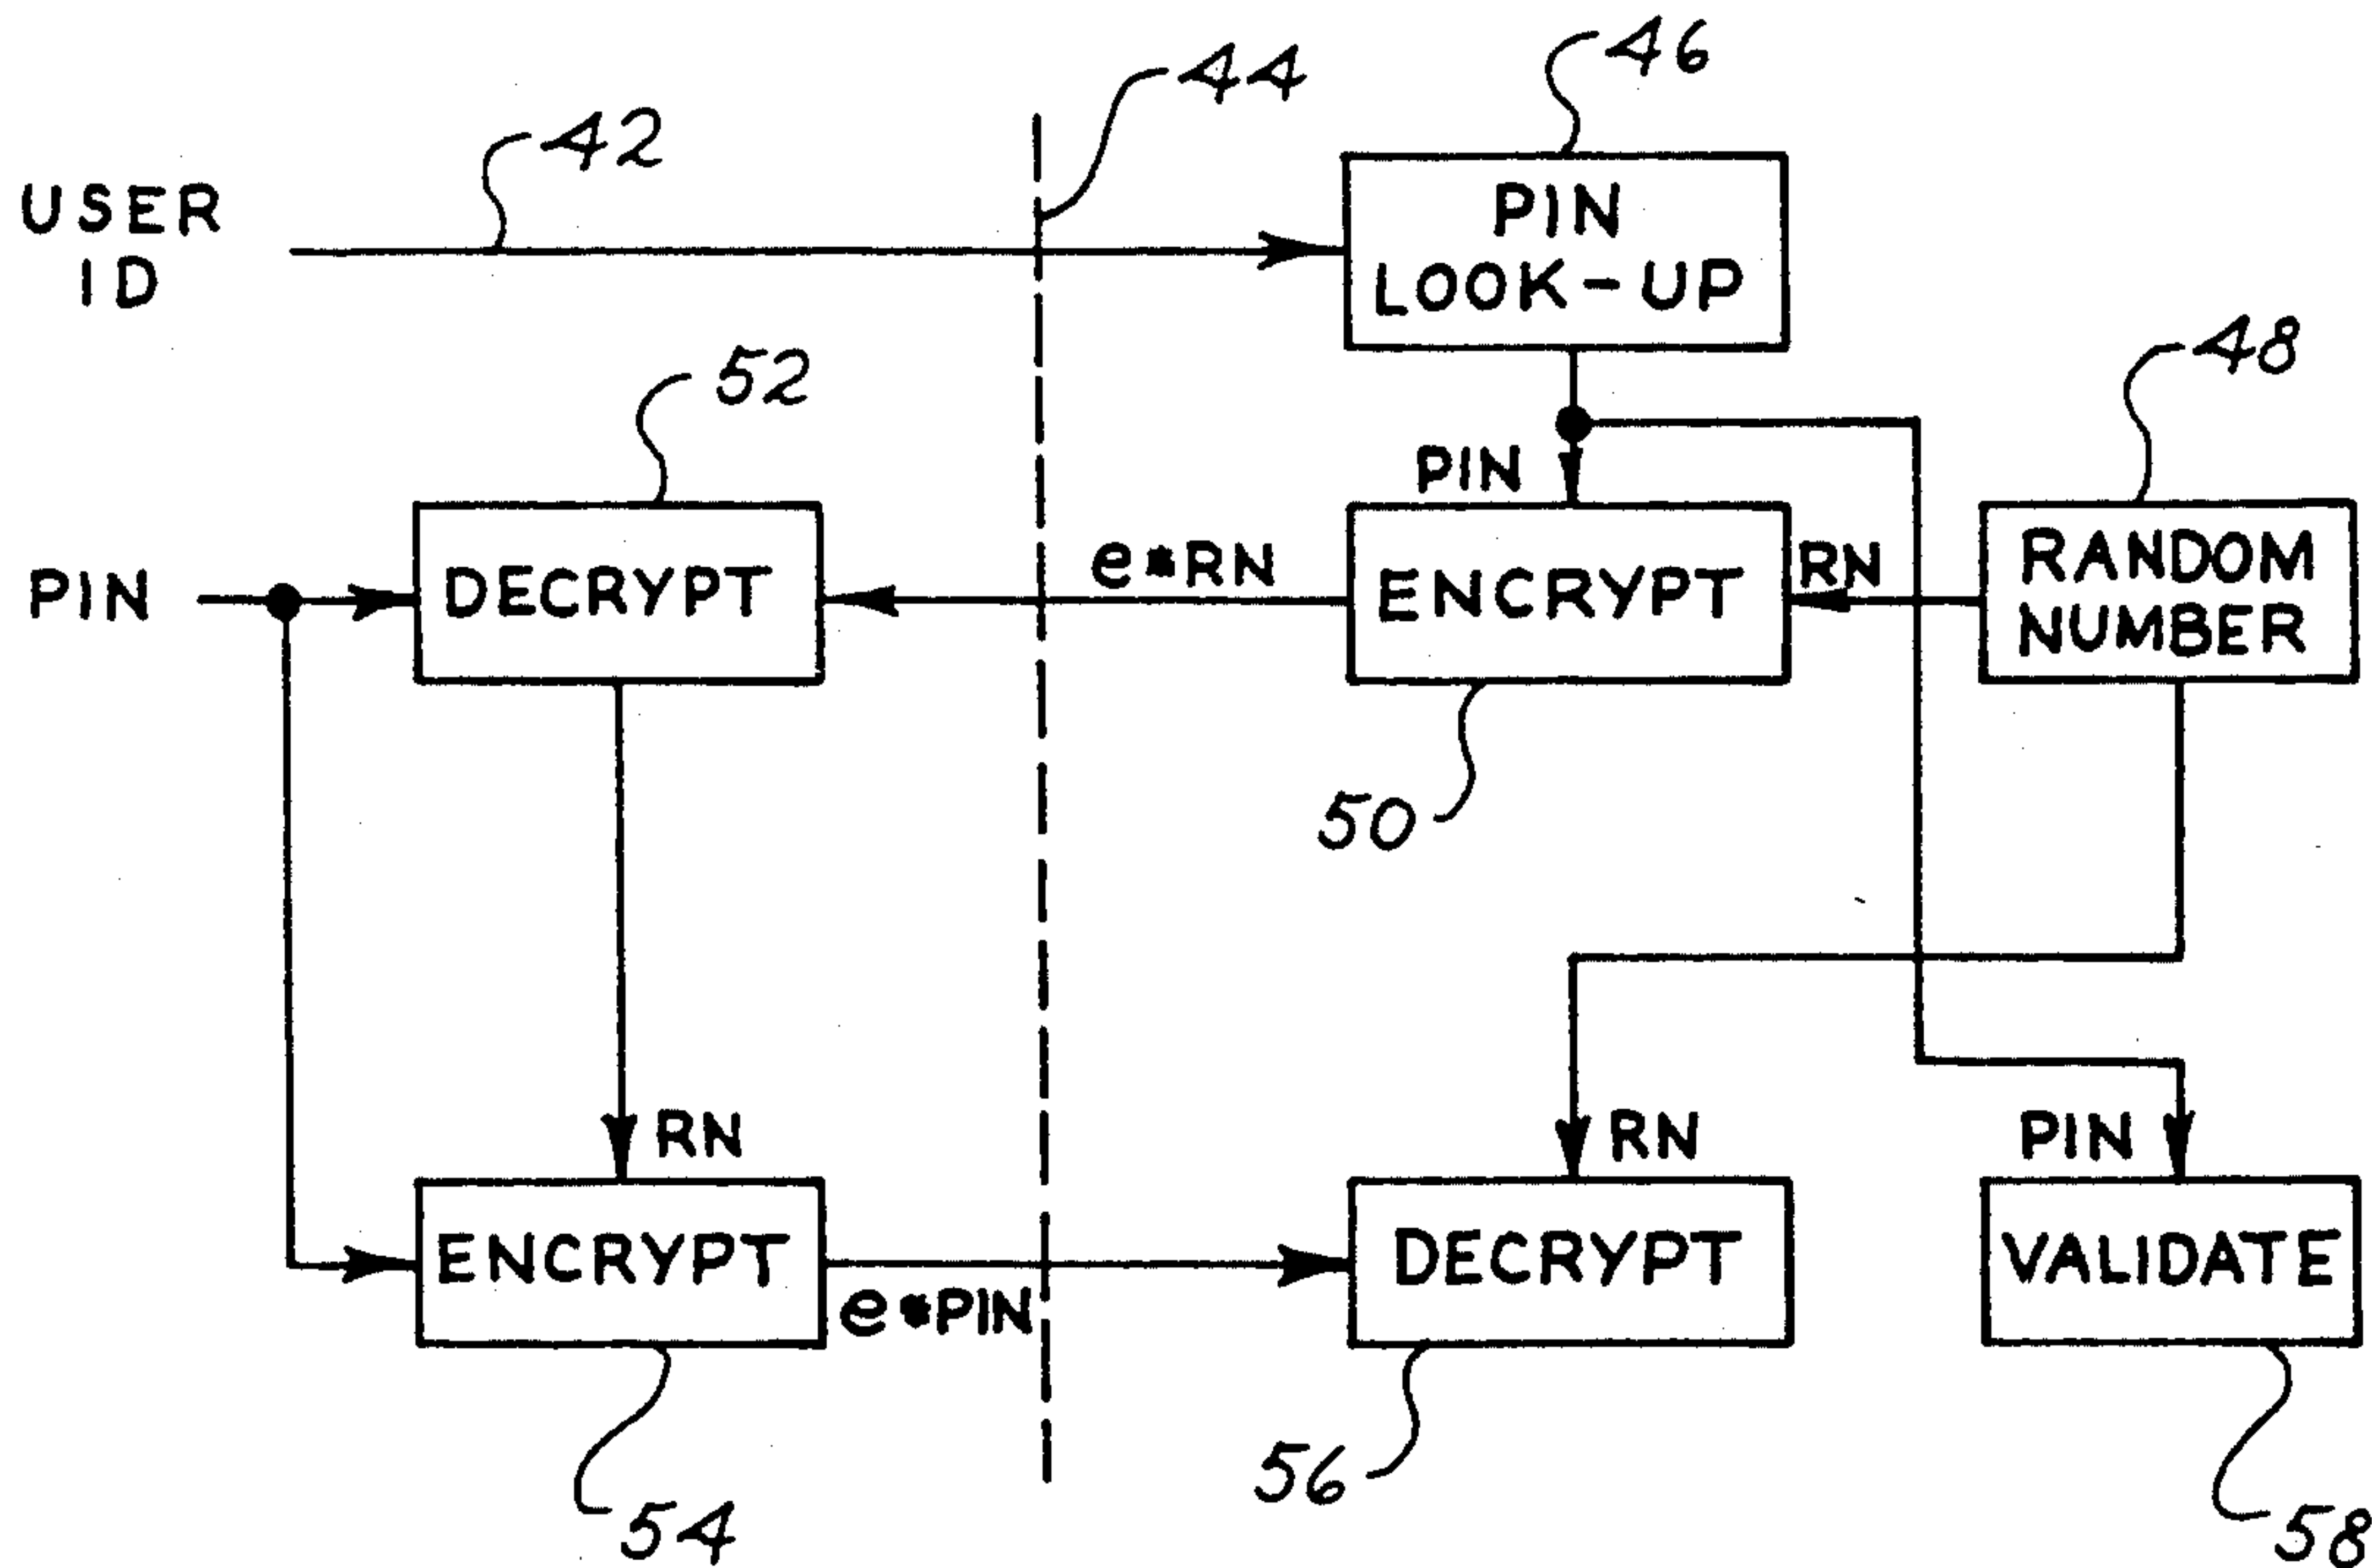 42
44
46
USER
ID
PIN
LOOK-UP
52
48
PIN
PIN
DECRYPT
e*RN
ENCRYPT
RN
RANDOM
NUMBER
50
RN
RN
PIN
ENCRYPT
e*PIN
DECRYPT
VALIDATE
54
56
58